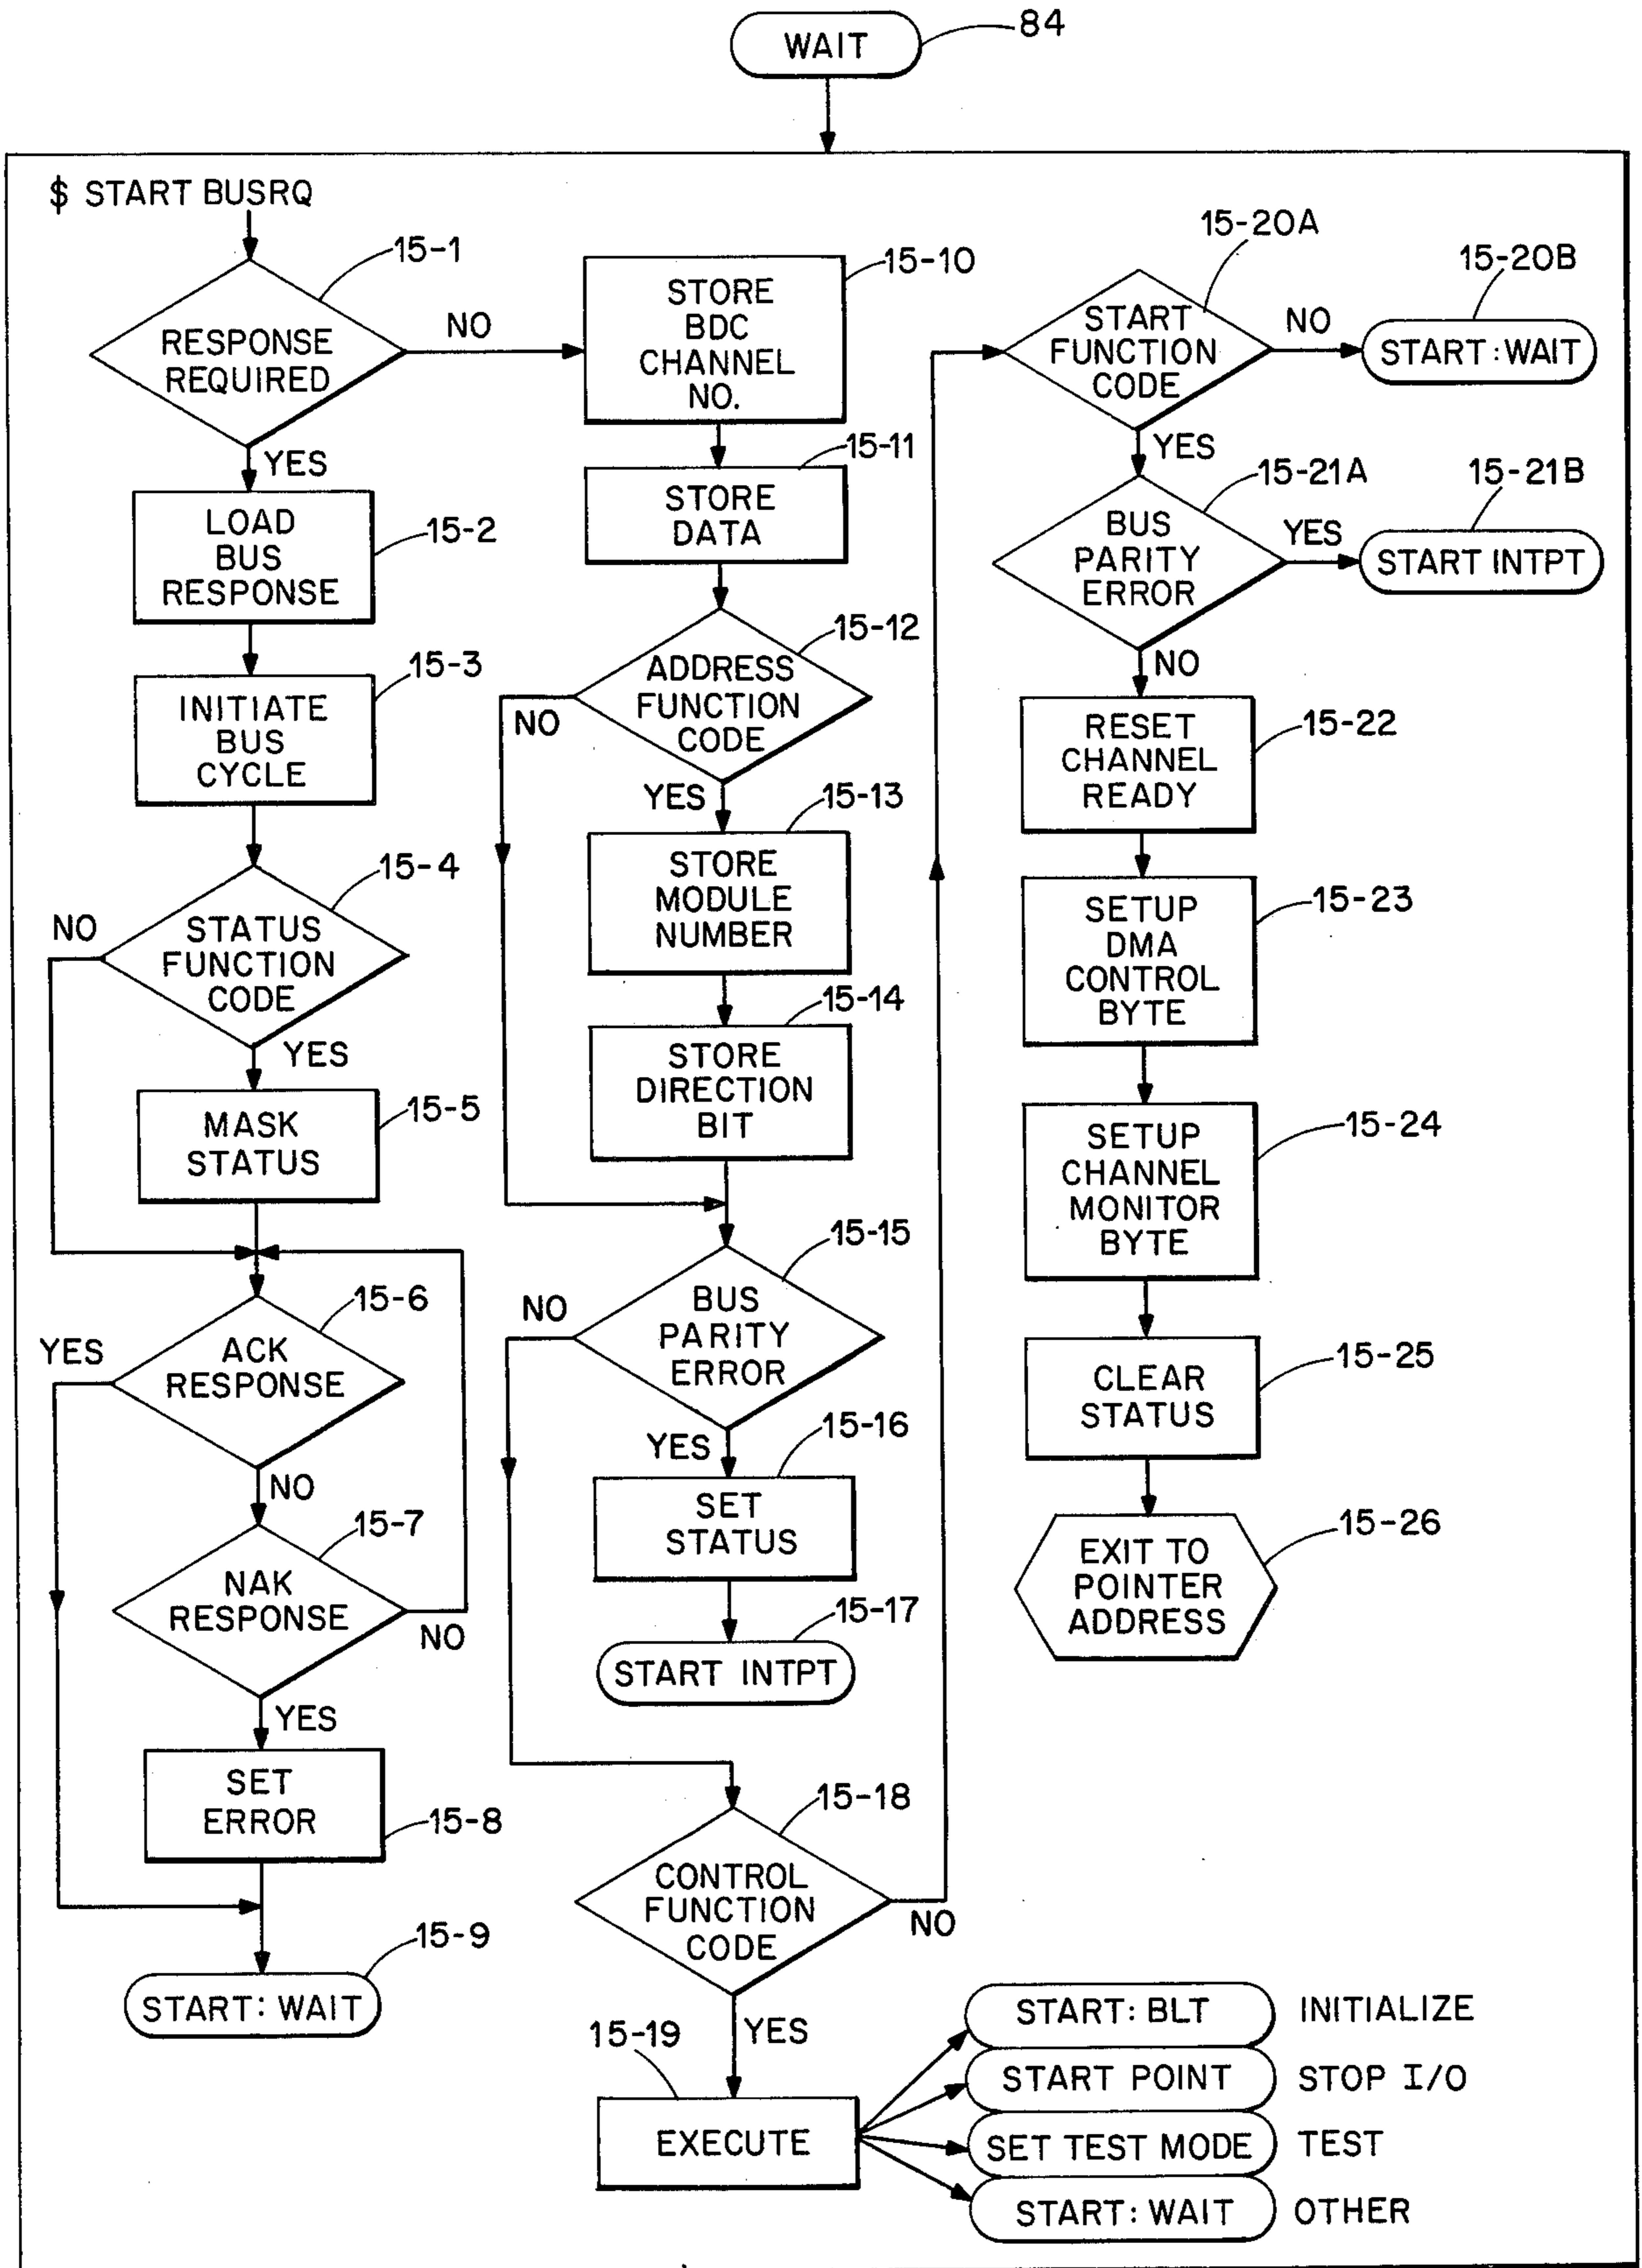 WAIT
84
$ START BUSRQ
15-1
RESPONSE
REQUIRED
NO
YES
LOAD
BUS
RESPONSE
15-2
INITIATE
BUS
CYCLE
15-3
STATUS
FUNCTION
CODE
15-4
NO
YES
MASK
STATUS
15-5
ACK
RESPONSE
15-6
YES
NO
NAK
RESPONSE
15-7
NO
YES
SET
ERROR
15-8
15-9
START: WAIT
STORE
BDC
CHANNEL
NO.
15-10
STORE
DATA
15-11
ADDRESS
FUNCTION
CODE
15-12
NO
YES
STORE
MODULE
NUMBER
15-13
STORE
DIRECTION
BIT
15-14
BUS
PARITY
ERROR
15-15
NO
YES
SET
STATUS
15-16
15-17
START INTPT
CONTROL
FUNCTION
CODE
15-18
NO
YES
15-19
EXECUTE
START: BLT INITIALIZE
START POINT STOP I/O
SET TEST MODE TEST
START: WAIT OTHER
15-20A
START
FUNCTION
CODE
NO
15-20B
START: WAIT
YES
BUS
PARITY
ERROR
15-21A
YES
15-21B
START INTPT
NO
RESET
CHANNEL
READY
15-22
SETUP
DMA
CONTROL
BYTE
15-23
SETUP
CHANNEL
MONITOR
BYTE
15-24
CLEAR
STATUS
15-25
EXIT TO
POINTER
ADDRESS
15-26